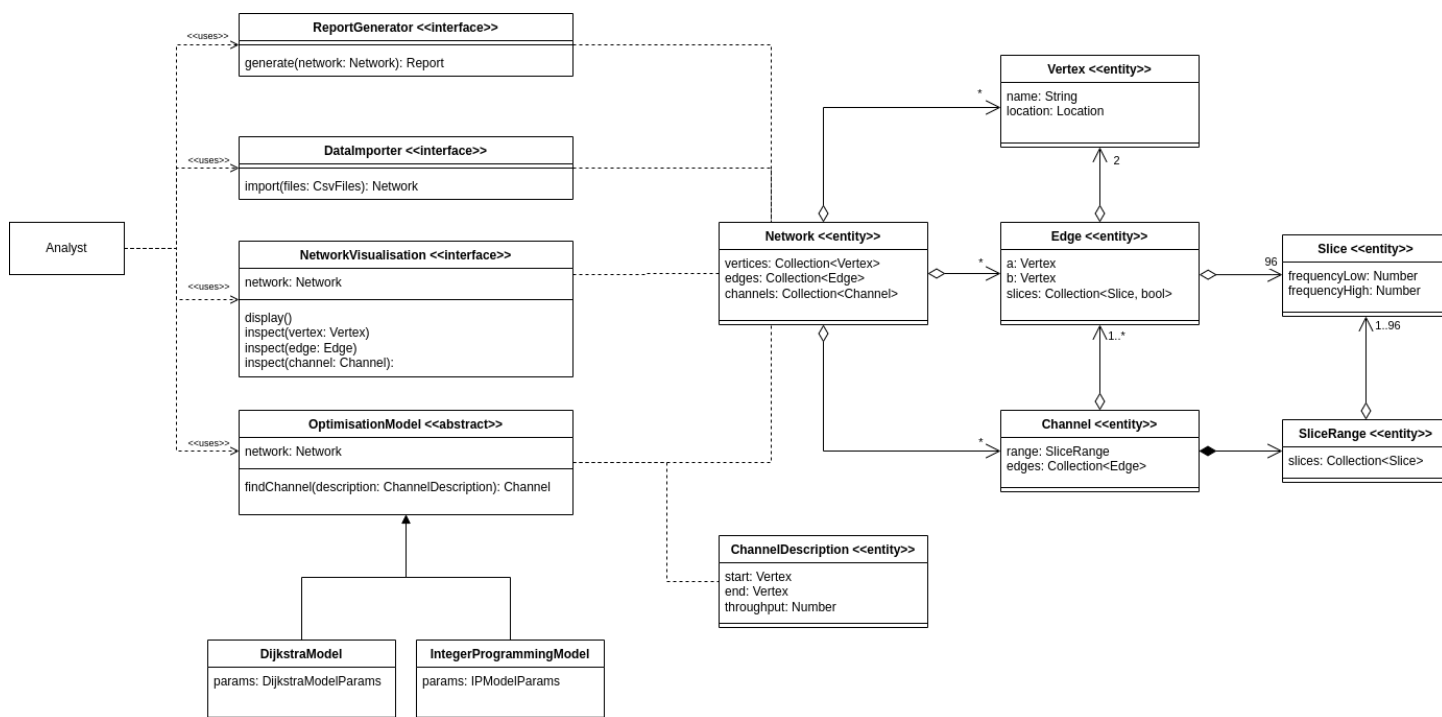 ReportGenerator <<interface>>
<<uses>>
generate(network: Network): Report
Vertex <<entity>>
name: String
location: Location
*
DataImporter <<interface>>
<<uses>>
import(files: CsvFiles): Network
2
Analyst
NetworkVisualisation <<interface>>
network: Network
<<uses>>
display()
inspect(vertex: Vertex)
inspect(edge: Edge)
inspect(channel: Channel):
Network <<entity>>
vertices: Collection<Vertex>
edges: Collection<Edge>
channels: Collection<Channel>
*
Edge <<entity>>
a: Vertex
b: Vertex
slices: Collection<Slice, bool>
96
Slice <<entity>>
frequencyLow: Number
frequencyHigh: Number
1..*
1..96
OptimisationModel <<abstract>>
<<uses>>
network: Network
findChannel(description: ChannelDescription): Channel
*
Channel <<entity>>
range: SliceRange
edges: Collection<Edge>
SliceRange <<entity>>
slices: Collection<Slice>
ChannelDescription <<entity>>
start: Vertex
end: Vertex
throughput: Number
DijkstraModel
params: DijkstraModelParams
IntegerProgrammingModel
params: IPModelParams